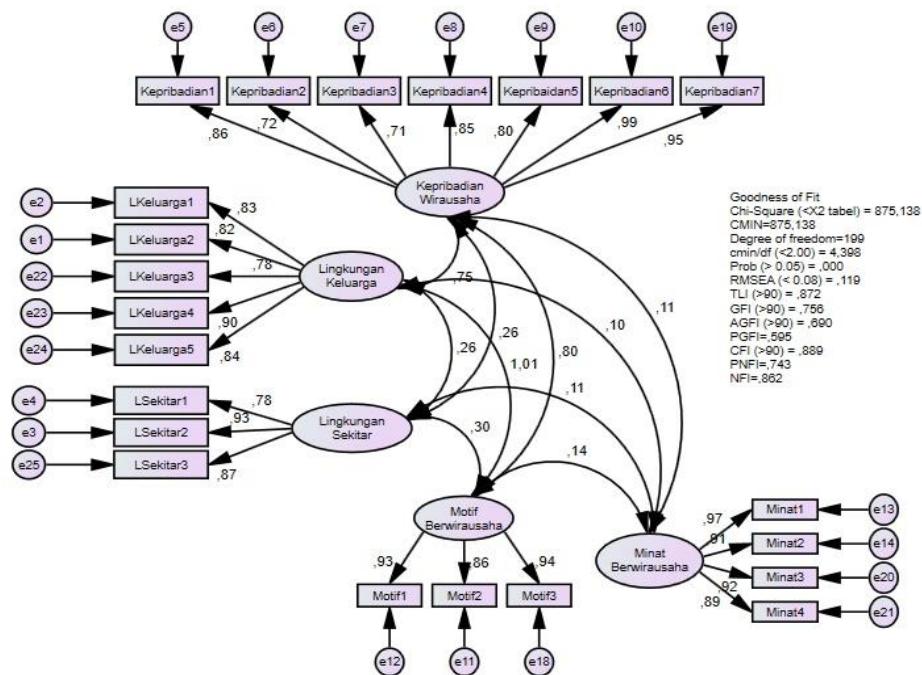 e5 e6 e7 e8 e9 e10 e19
Kepribadian1 Kepribadian2 Kepribadian3 Kepribadian4 Kepribaidan5 Kepribadian6 Kepribadian7
,86 ,72 ,71 ,85 ,80 ,99 ,95
Kepribadian
Wirausaha
e2 LKeluarga1 ,83
e1 LKeluarga2 ,82
e22 LKeluarga3 ,78
e23 LKeluarga4 ,90
e24 LKeluarga5 ,84
Lingkungan
Keluarga
,75
,26 ,26
1,01 ,80
,10 ,11
,11
,30
,14
e4 LSekitar1 ,78
e3 LSekitar2 ,93
e25 LSekitar3 ,87
Lingkungan
Sekitar
Motif
Berwirausaha
,93 ,86 ,94
Motif1 Motif2 Motif3
e12 e11 e18
Minat
Berwirausaha
,97 Minat1 e13
,91 Minat2 e14
,92 Minat3 e20
,89 Minat4 e21
Goodness of Fit
Chi-Square (<X2 tabel) = 875,138
CMIN=875,138
Degree of freedom=199
cmin/df (<2.00) = 4,398
Prob (> 0.05) = ,000
RMSEA (< 0.08) = ,119
TLI (>90) = ,872
GFI (>90) = ,756
AGFI (>90) = ,690
PGFI=,595
CFI (>90) = ,889
PNFI=,743
NFI=,862